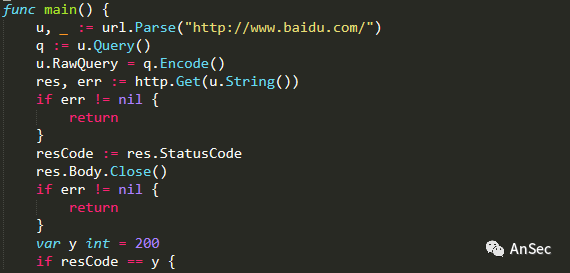 func main() {
    u, _ := url.Parse("http://www.baidu.com/")
    q := u.Query()
    u.RawQuery = q.Encode()
    res, err := http.Get(u.String())
    if err != nil {
        return
    }
    resCode := res.StatusCode
    res.Body.Close()
    if err != nil {
        return
    }
    var y int = 200
    if resCode == y {
AnSec